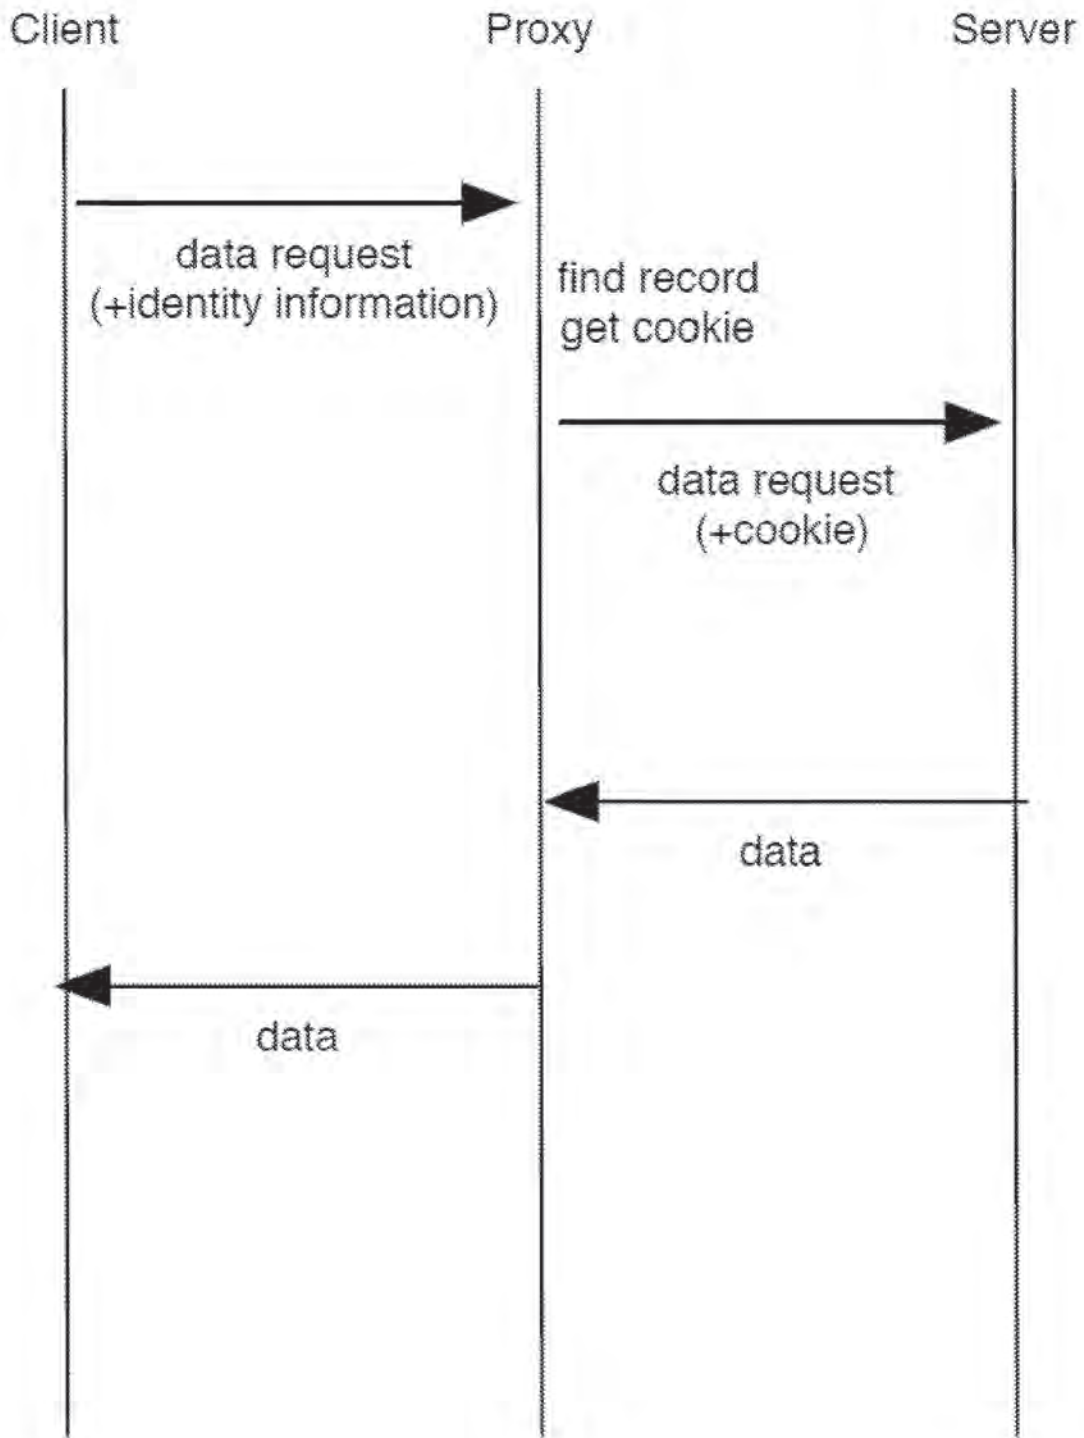 Client
Proxy
Server
data request
(+identity information)
find record
get cookie
data request
(+cookie)
data
data